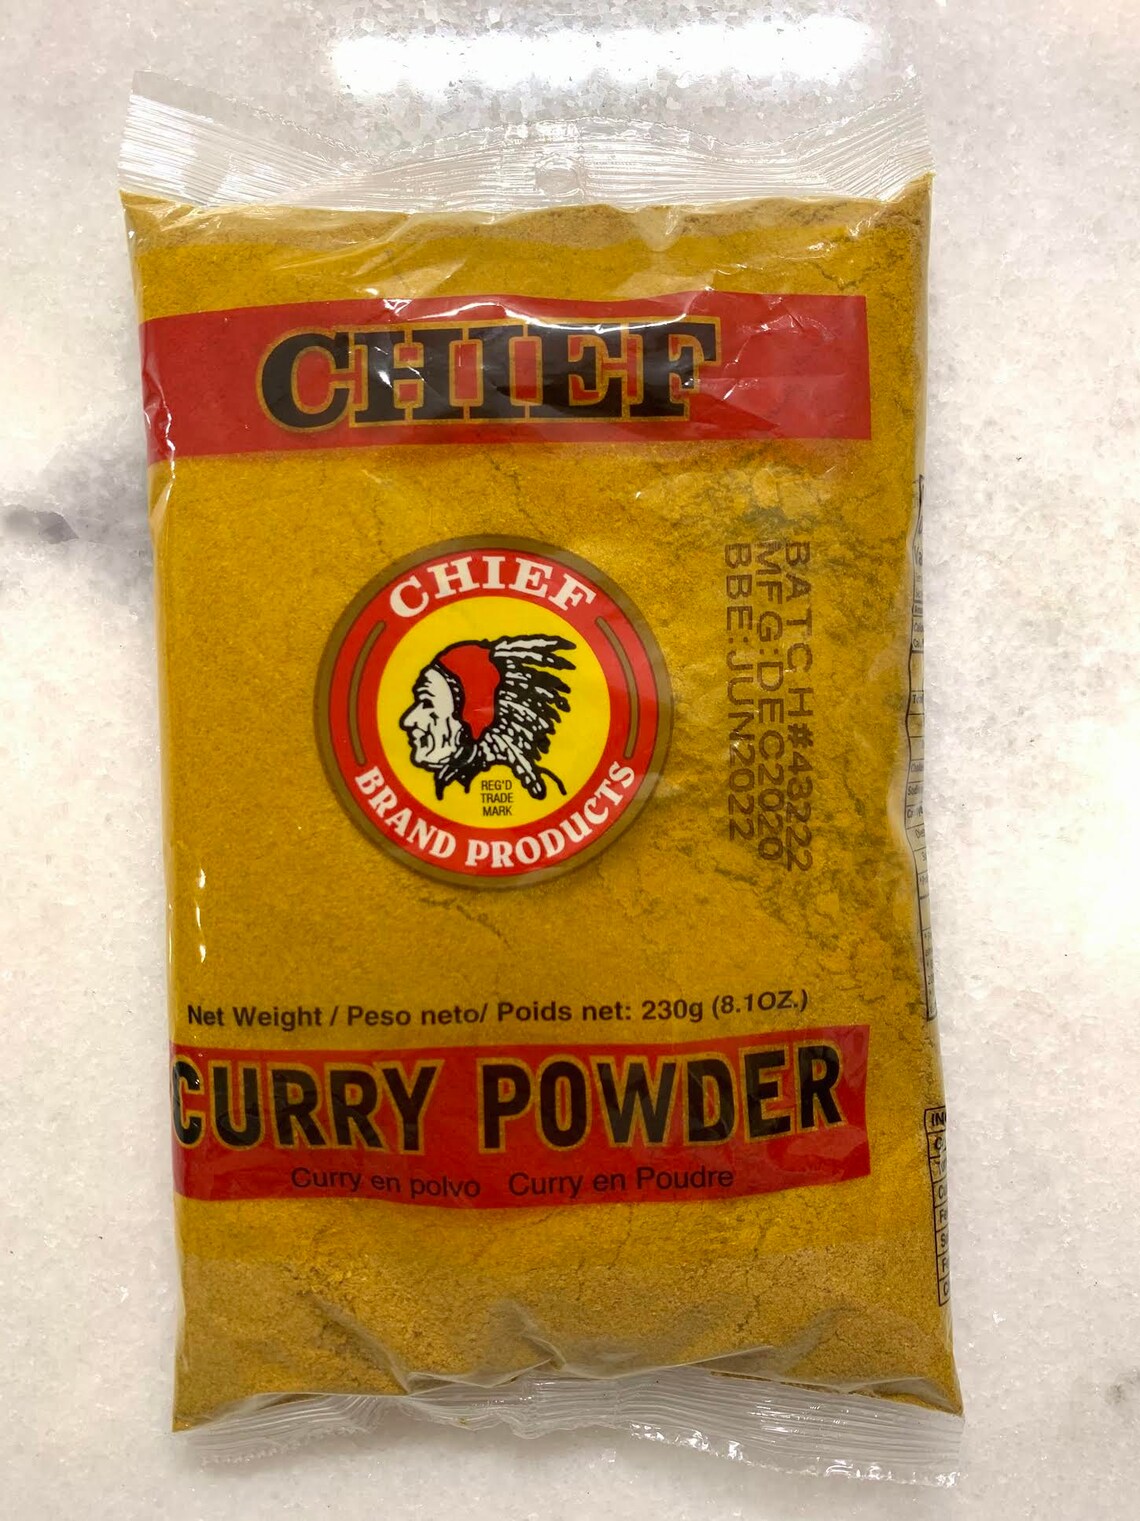 CHIEF
CHIEF
REG'D
TRADE
MARK
BRAND PRODUCTS
BATCH#48222
MFG:DEC2020
BBE:JUN2022
Net Weight / Peso neto/ Poids net: 230g (8.1OZ.)
CURRY POWDER
Curry en polvo Curry en Poudre